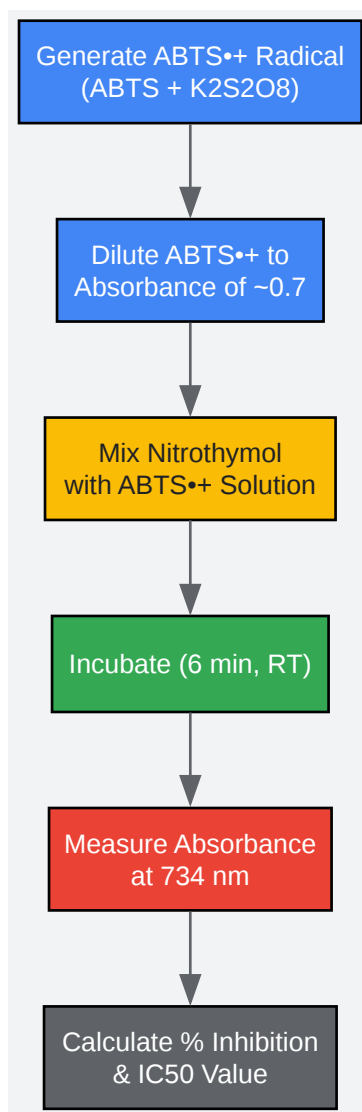 Generate ABTS•+ Radical
(ABTS + K2S2O8)
Dilute ABTS•+ to
Absorbance of ~0.7
Mix Nitrothymol
with ABTS•+ Solution
Incubate (6 min, RT)
Measure Absorbance
at 734 nm
Calculate % Inhibition
& IC50 Value